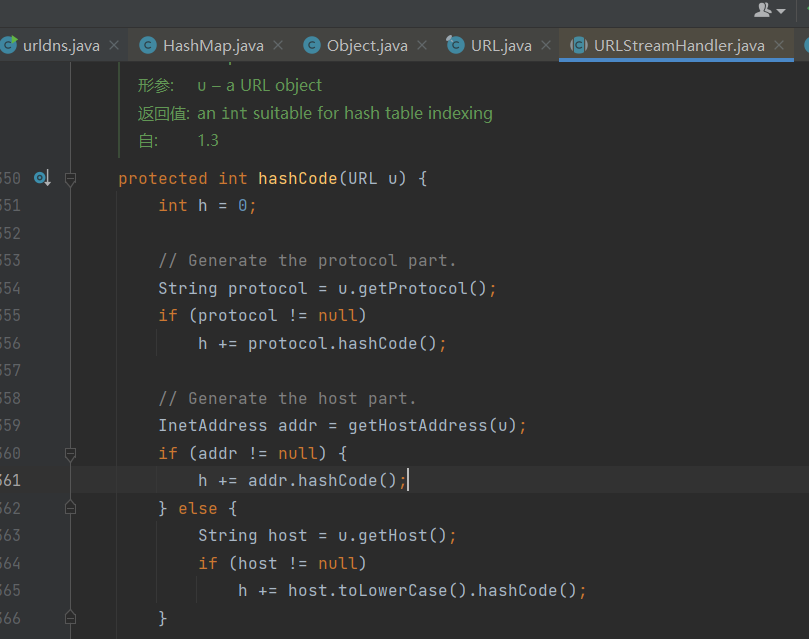 urldns.java HashMap.java Object.java URL.java URLStreamHandler.java
形参: u – a URL object
返回值: an int suitable for hash table indexing
自: 1.3
350 protected int hashCode(URL u) {
351 int h = 0;
352
353 // Generate the protocol part.
354 String protocol = u.getProtocol();
355 if (protocol != null)
356 h += protocol.hashCode();
357
358 // Generate the host part.
359 InetAddress addr = getHostAddress(u);
360 if (addr != null) {
361 h += addr.hashCode();
362 } else {
363 String host = u.getHost();
364 if (host != null)
365 h += host.toLowerCase().hashCode();
366 }